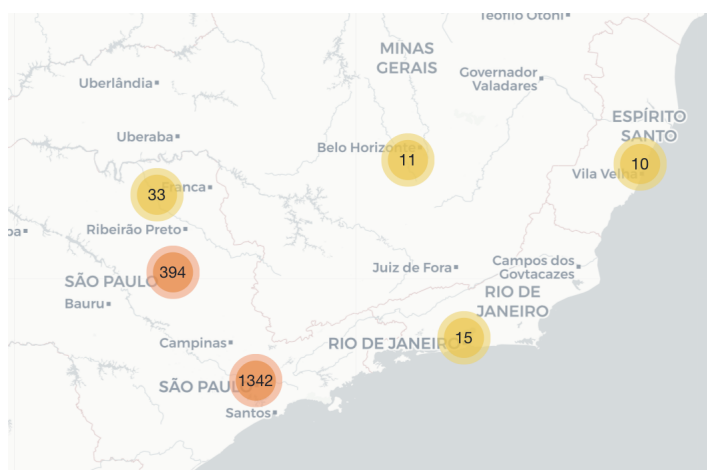 Teófilo Otoni
MINAS
GERAIS
Governador
Valadares
Uberlândia
ESPÍRITO
SANTO
Uberaba
Belo Horizonte
11
10
Vila Velha
33
Franca
Ribeirão Preto
394
SÃO PAULO
Juiz de Fora
Campos dos
Goytacazes
Bauru
RIO DE
JANEIRO
Campinas
RIO DE JANEIRO
15
SÃO PAULO
1342
Santos